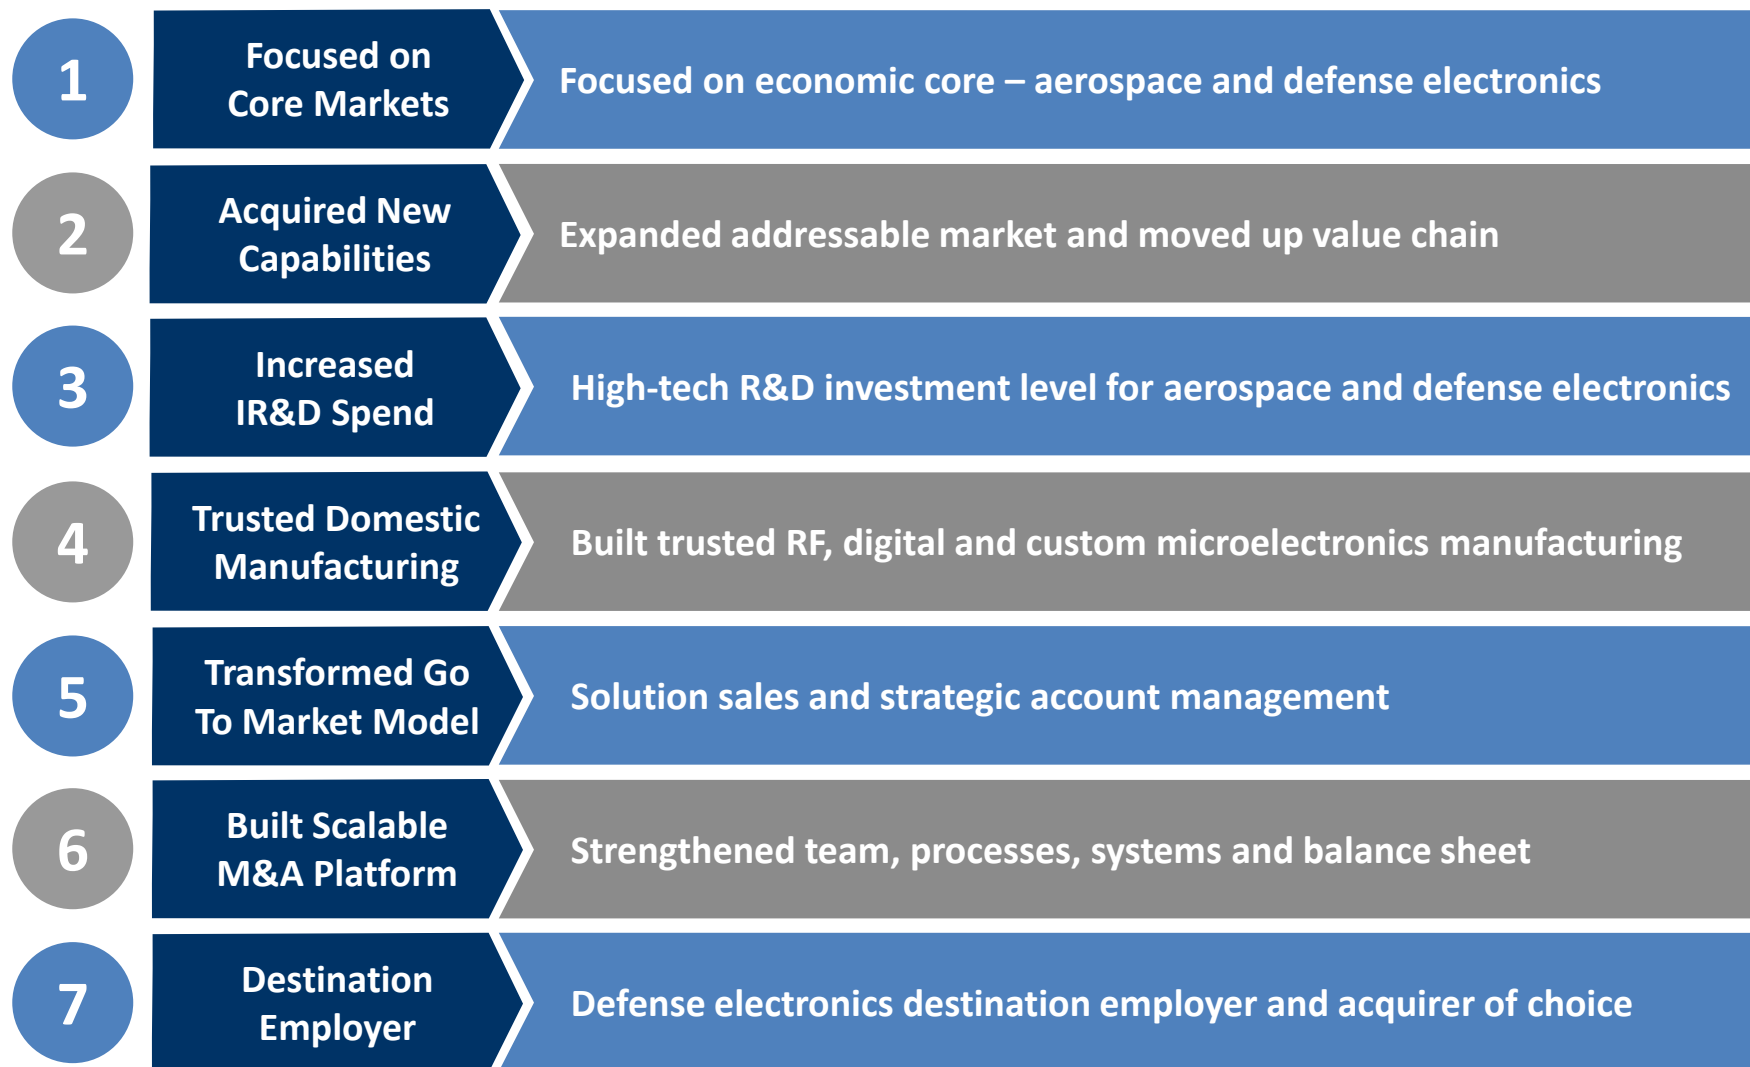 1
Focused on
Core Markets
Focused on economic core – aerospace and defense electronics
2
Acquired New
Capabilities
Expanded addressable market and moved up value chain
3
Increased
IR&D Spend
High-tech R&D investment level for aerospace and defense electronics
4
Trusted Domestic
Manufacturing
Built trusted RF, digital and custom microelectronics manufacturing
5
Transformed Go
To Market Model
Solution sales and strategic account management
6
Built Scalable
M&A Platform
Strengthened team, processes, systems and balance sheet
7
Destination
Employer
Defense electronics destination employer and acquirer of choice